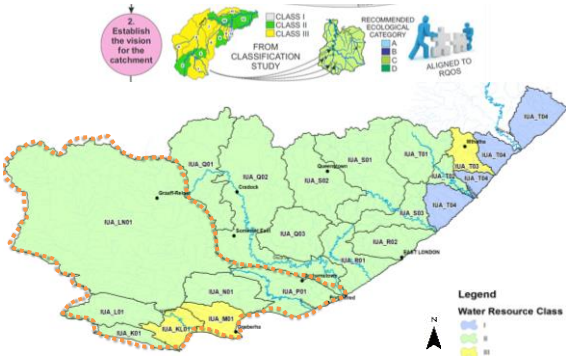 2.
Establish
the vision
for the
catchment
CLASS I
CLASS II
CLASS III
FROM
CLASSIFICATION
STUDY
RECOMMENDED
ECOLOGICAL
CATEGORY
A
B
C
D
ALIGNED TO
RQOS
IUA_T04
IUA_Q01
IUA_Q02
IUA_S01
IUA_T01
Mthatha
IUA_T04
IUA_T03
Queenstown
IUA_S02
IUA_T02
IUA_T04
IUA_T04
Graaff-Reinet
Cradock
IUA_LN01
IUA_S03
Somerset East
IUA_Q03
IUA_R02
EAST LONDON
IUA_R01
IUA_N01
IUA_P01
IUA_L01
IUA_M01
IUA_KL01
IUA_K01
Gqeberha
N
Legend
Water Resource Class
I
II
III